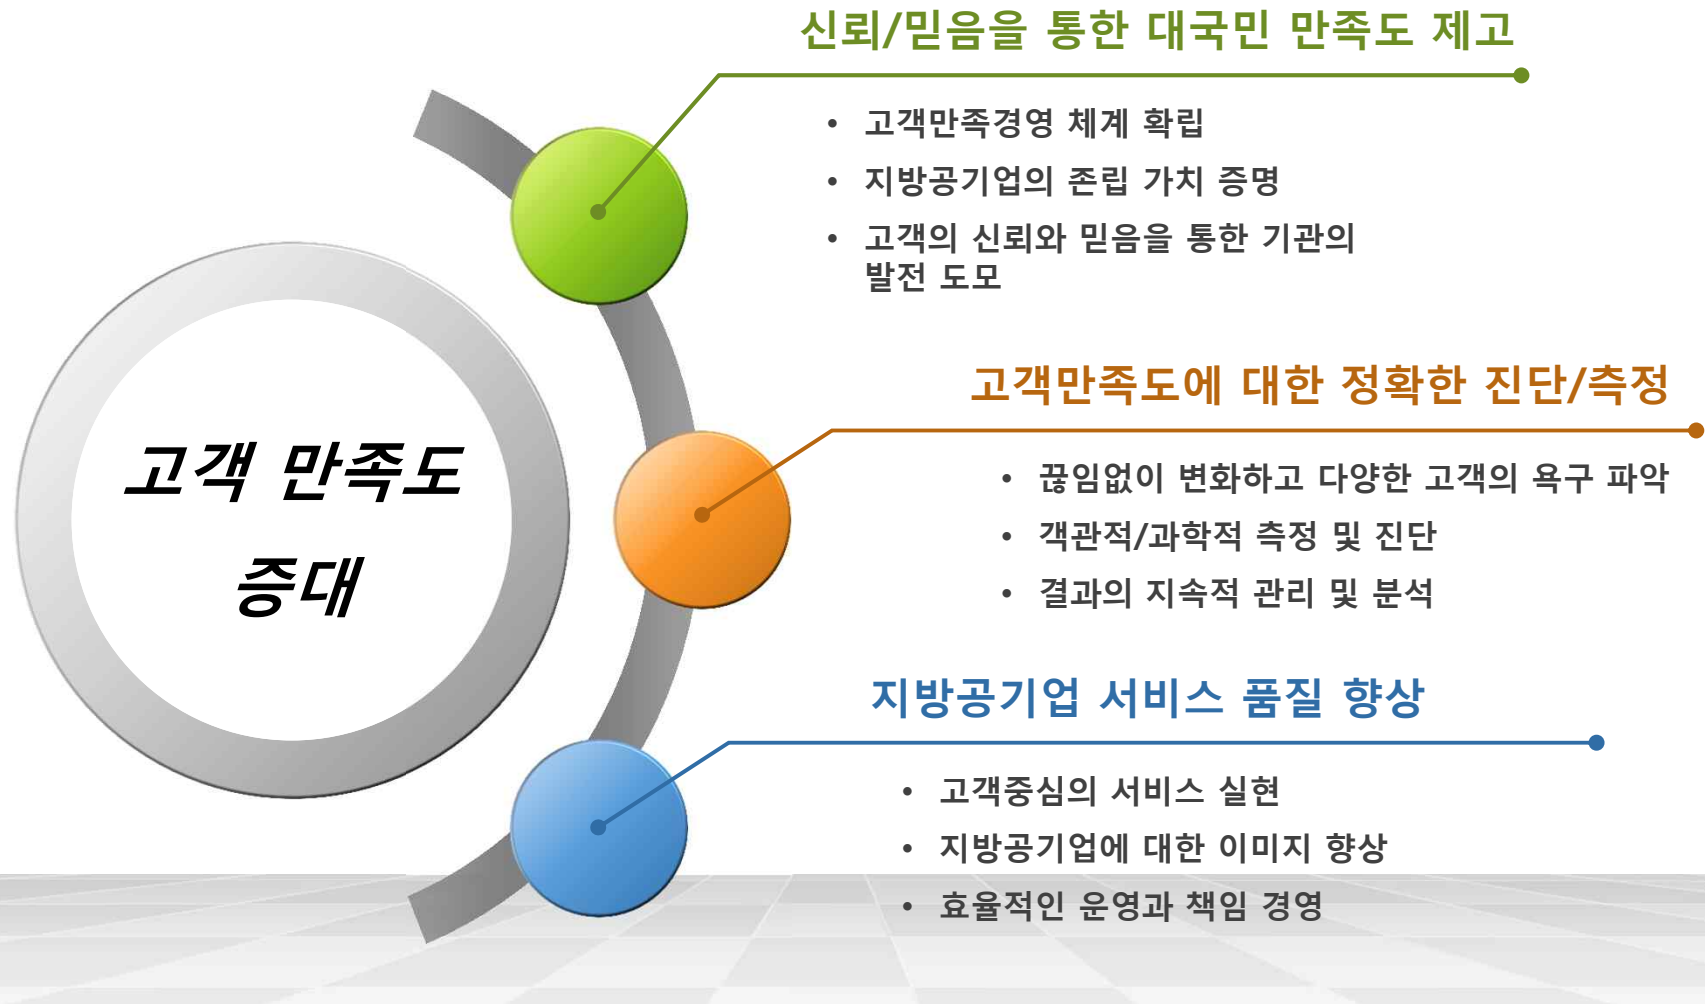 신뢰/믿음을 통한 대국민 만족도 제고
• 고객만족경영 체계 확립
• 지방공기업의 존립 가치 증명
• 고객의 신뢰와 믿음을 통한 기관의
발전 도모
고객 만족도
증대
고객만족도에 대한 정확한 진단/측정
• 끊임없이 변화하고 다양한 고객의 욕구 파악
• 객관적/과학적 측정 및 진단
• 결과의 지속적 관리 및 분석
지방공기업 서비스 품질 향상
• 고객중심의 서비스 실현
• 지방공기업에 대한 이미지 향상
• 효율적인 운영과 책임 경영